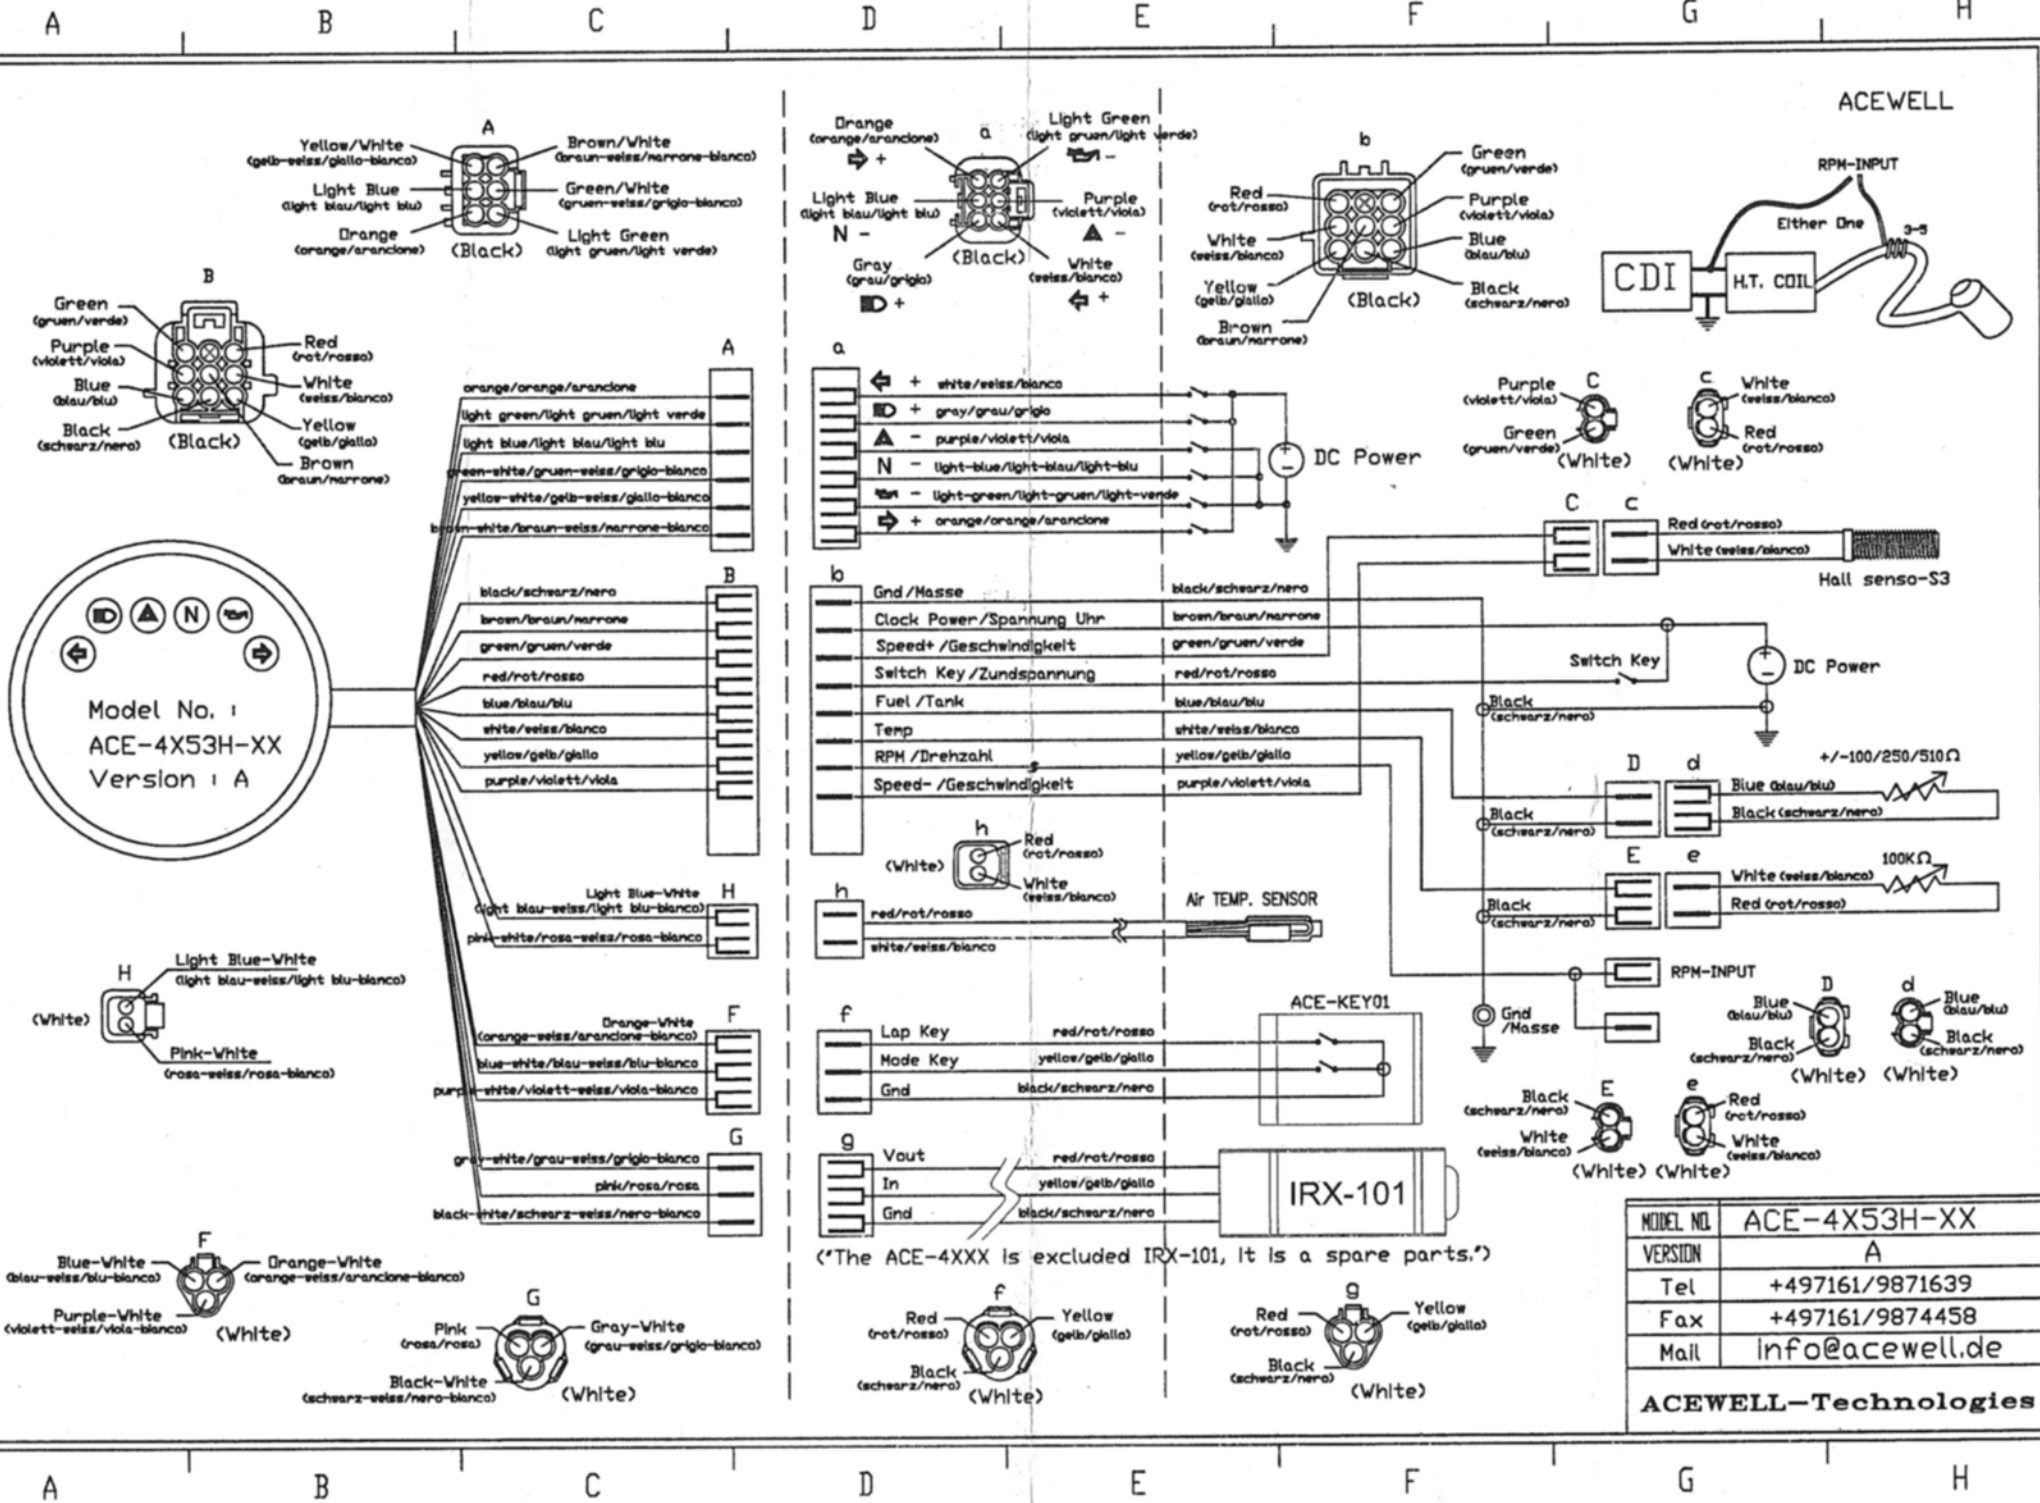 A B C D E F G H
ACEWELL
A
Yellow/White
(gelb-weiss/giallo-bianco)
Brown/White
(braun-weiss/marrone-bianco)
Light Blue
(light blau/light blu)
Green/White
(gruen-weiss/grigio-bianco)
Orange
(orange/arancione)
Light Green
(light gruen/light verde)
(Black)
a
Orange
(orange/arancione)
+
Light Green
(light gruen/light verde)
-
Light Blue
(light blau/light blu)
N -
Purple
(violett/viola)
-
Gray
(grau/grigio)
+
White
(weiss/bianco)
+
(Black)
b
Green
(gruen/verde)
Red
(rot/rosso)
Purple
(violett/viola)
White
(weiss/bianco)
Blue
(blau/blu)
Yellow
(gelb/giallo)
Black
(schwarz/nero)
Brown
(braun/marrone)
(Black)
RPM-INPUT
Either One
3-5
CDI
H.T. COIL
B
Green
(gruen/verde)
Purple
(violett/viola)
Blue
(blau/blu)
Black
(schwarz/nero)
(Black)
Red
(rot/rosso)
White
(weiss/bianco)
Yellow
(gelb/giallo)
Brown
(braun/marrone)
A
orange/orange/arancione
light green/light gruen/light verde
light blue/light blau/light blu
green-white/gruen-weiss/grigio-bianco
yellow-white/gelb-weiss/giallo-bianco
brown-white/braun-weiss/marrone-bianco
a
+ white/weiss/bianco
+ gray/grau/grigio
- purple/violett/viola
N - light-blue/light-blau/light-blu
- light-green/light-gruen/light-verde
+ orange/orange/arancione
+
-
DC Power
C
Purple
(violett/viola)
Green
(gruen/verde)
(White)
c
White
(weiss/bianco)
Red
(rot/rosso)
(White)
C c
Red (rot/rosso)
White (weiss/bianco)
Hall senso-S3
N
Model No. :
ACE-4X53H-XX
Version : A
B
black/schwarz/nero
brown/braun/marrone
green/gruen/verde
red/rot/rosso
blue/blau/blu
white/weiss/bianco
yellow/gelb/giallo
purple/violett/viola
b
Gnd /Masse black/schwarz/nero
Clock Power /Spannung Uhr brown/braun/marrone
Speed+ /Geschwindigkeit green/gruen/verde
Switch Key /Zundspannung red/rot/rosso
Fuel /Tank blue/blau/blu
Temp white/weiss/bianco
RPM /Drehzahl yellow/gelb/giallo
Speed- /Geschwindigkeit purple/violett/viola
Switch Key
+
-
DC Power
Black
(schwarz/nero)
D d
+/-100/250/510Ω
Blue (blau/blu)
Black (schwarz/nero)
Black
(schwarz/nero)
E e
100KΩ
White (weiss/bianco)
Red (rot/rosso)
Black
(schwarz/nero)
h
(White)
Red
(rot/rosso)
White
(weiss/bianco)
Light Blue-White
(light blau-weiss/light blu-bianco)
pink-white/rosa-weiss/rosa-bianco
H
h
red/rot/rosso
white/weiss/bianco
Air TEMP. SENSOR
H
(White)
Light Blue-White
(light blau-weiss/light blu-bianco)
Pink-White
(rosa-weiss/rosa-bianco)
RPM-INPUT
Gnd
/Masse
D
Blue
(blau/blu)
Black
(schwarz/nero)
(White)
d
Blue
(blau/blu)
Black
(schwarz/nero)
(White)
Orange-White
(orange-weiss/arancione-bianco)
blue-white/blau-weiss/blu-bianco
purple-white/violett-weiss/viola-bianco
F
f
Lap Key red/rot/rosso
Mode Key yellow/gelb/giallo
Gnd black/schwarz/nero
ACE-KEY01
E
Black
(schwarz/nero)
White
(weiss/bianco)
(White)
e
Red
(rot/rosso)
White
(weiss/bianco)
(White)
G
gray-white/grau-weiss/grigio-bianco
pink/rosa/rosa
black-white/schwarz-weiss/nero-bianco
g
Vout red/rot/rosso
In yellow/gelb/giallo
Gnd black/schwarz/nero
IRX-101
("The ACE-4XXX is excluded IRX-101, it is a spare parts.")
F
Blue-White
(blau-weiss/blu-bianco)
Orange-White
(orange-weiss/arancione-bianco)
Purple-White
(violett-weiss/viola-bianco)
(White)
G
Pink
(rosa/rosa)
Gray-White
(grau-weiss/grigio-bianco)
Black-White
(schwarz-weiss/nero-bianco)
(White)
f
Red
(rot/rosso)
Yellow
(gelb/giallo)
Black
(schwarz/nero)
(White)
g
Red
(rot/rosso)
Yellow
(gelb/giallo)
Black
(schwarz/nero)
(White)
MODEL NO. ACE-4X53H-XX
VERSION A
Tel +497161/9871639
Fax +497161/9874458
Mail info@acewell.de
ACEWELL-Technologies
A B C D E F G H